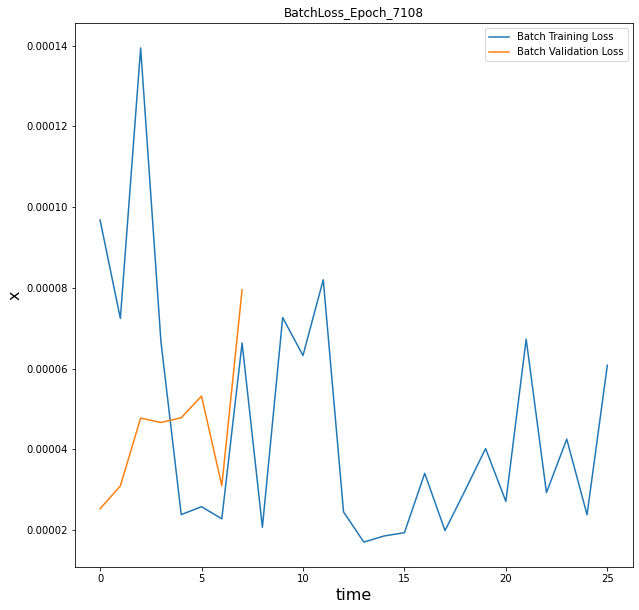 BatchLoss_Epoch_7108
Batch Training Loss
Batch Validation Loss
0.00014
0.00012
0.00010
0.00008
0.00006
0.00004
0.00002
x
0 5 10 15 20 25
time